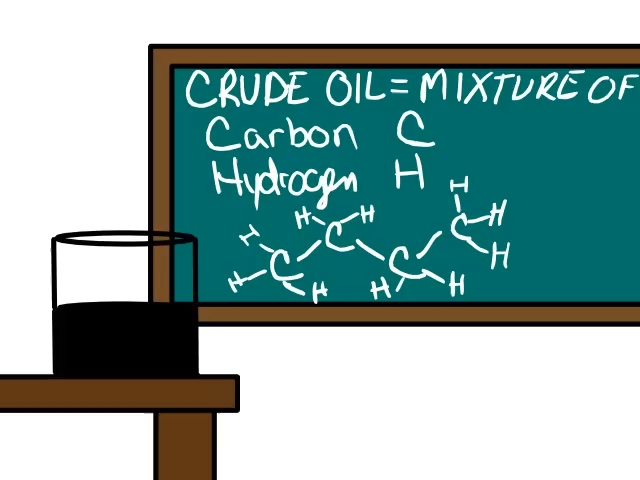 CRUDE OIL = MIXTURE OF
Carbon C
Hydrogen H
H
H H H
H C C H
C C
H H H H